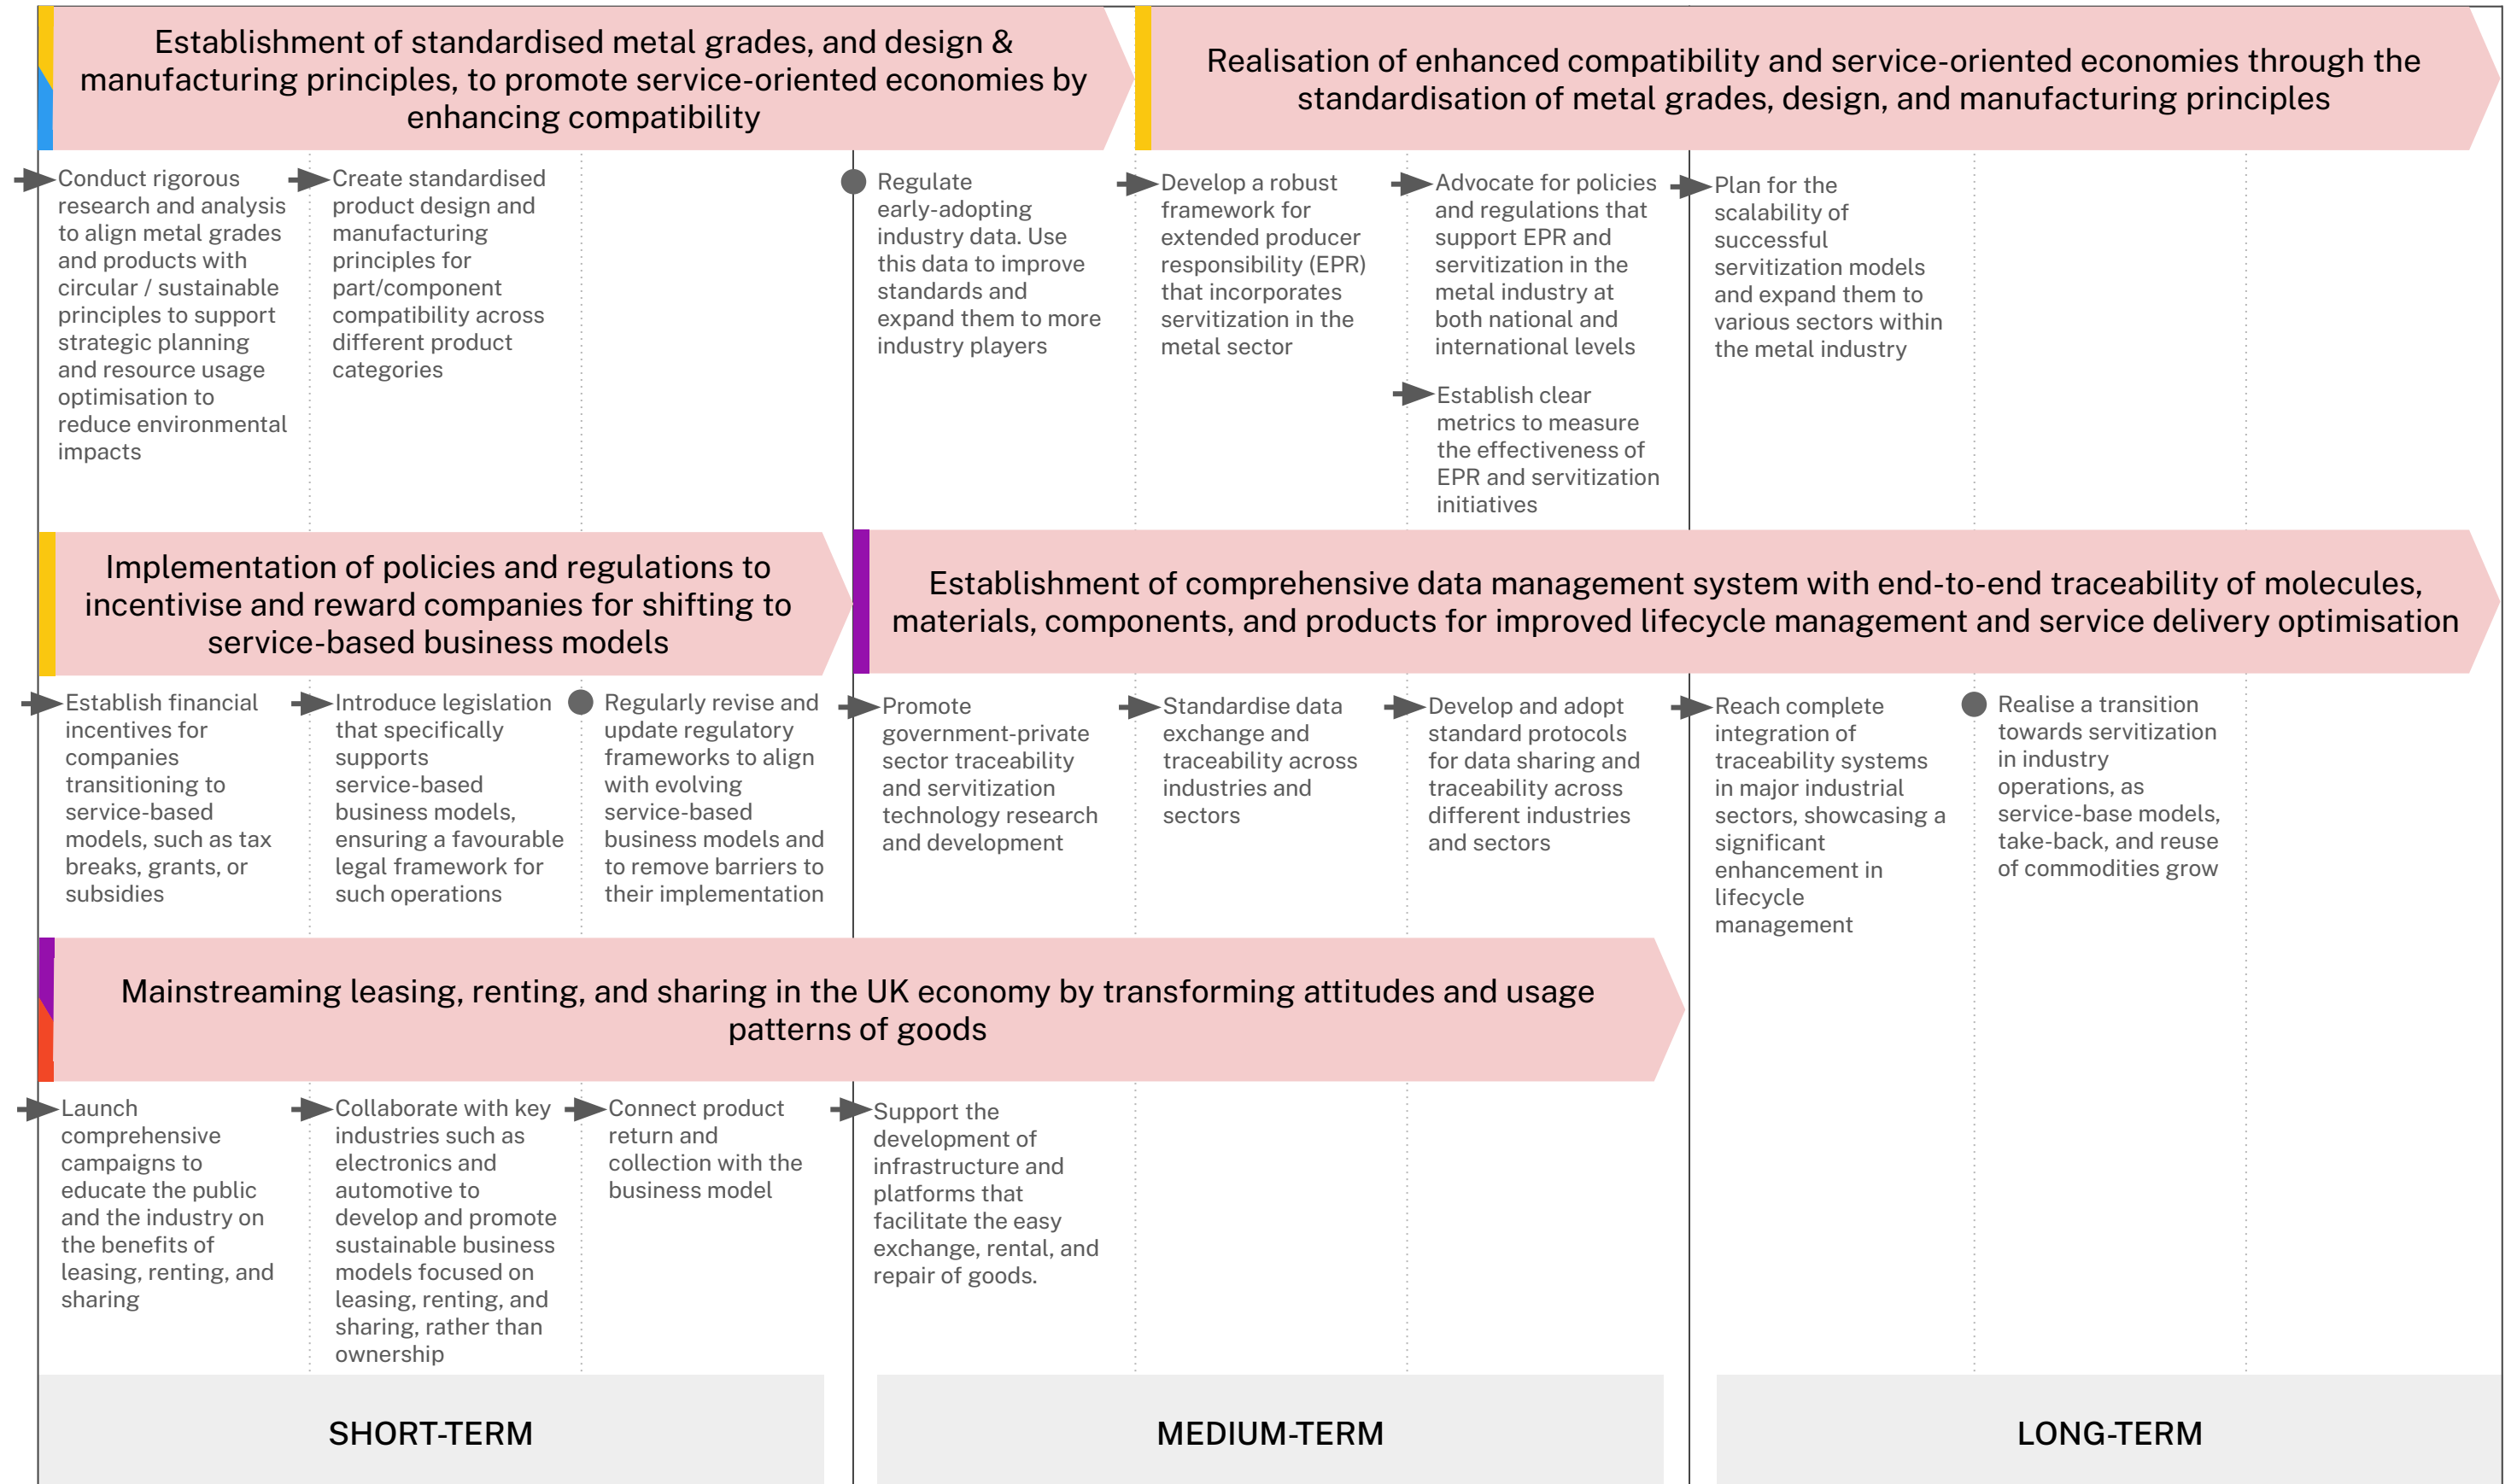 Establishment of standardised metal grades, and design &
manufacturing principles, to promote service-oriented economies by
enhancing compatibility
Realisation of enhanced compatibility and service-oriented economies through the
standardisation of metal grades, design, and manufacturing principles
Conduct rigorous
research and analysis
to align metal grades
and products with
circular / sustainable
principles to support
strategic planning
and resource usage
optimisation to
reduce environmental
impacts
Create standardised
product design and
manufacturing
principles for
part/component
compatibility across
different product
categories
Regulate
early-adopting
industry data. Use
this data to improve
standards and
expand them to more
industry players
Develop a robust
framework for
extended producer
responsibility (EPR)
that incorporates
servitization in the
metal sector
Advocate for policies
and regulations that
support EPR and
servitization in the
metal industry at
both national and
international levels
Establish clear
metrics to measure
the effectiveness of
EPR and servitization
initiatives
Plan for the
scalability of
successful
servitization models
and expand them to
various sectors within
the metal industry
Implementation of policies and regulations to
incentivise and reward companies for shifting to
service-based business models
Establishment of comprehensive data management system with end-to-end traceability of molecules,
materials, components, and products for improved lifecycle management and service delivery optimisation
Establish financial
incentives for
companies
transitioning to
service-based
models, such as tax
breaks, grants, or
subsidies
Introduce legislation
that specifically
supports
service-based
business models,
ensuring a favourable
legal framework for
such operations
Regularly revise and
update regulatory
frameworks to align
with evolving
service-based
business models and
to remove barriers to
their implementation
Promote
government-private
sector traceability
and servitization
technology research
and development
Standardise data
exchange and
traceability across
industries and
sectors
Develop and adopt
standard protocols
for data sharing and
traceability across
different industries
and sectors
Reach complete
integration of
traceability systems
in major industrial
sectors, showcasing a
significant
enhancement in
lifecycle
management
Realise a transition
towards servitization
in industry
operations, as
service-base models,
take-back, and reuse
of commodities grow
Mainstreaming leasing, renting, and sharing in the UK economy by transforming attitudes and usage
patterns of goods
Launch
comprehensive
campaigns to
educate the public
and the industry on
the benefits of
leasing, renting, and
sharing
Collaborate with key
industries such as
electronics and
automotive to
develop and promote
sustainable business
models focused on
leasing, renting, and
sharing, rather than
ownership
Connect product
return and
collection with the
business model
Support the
development of
infrastructure and
platforms that
facilitate the easy
exchange, rental, and
repair of goods.
SHORT-TERM
MEDIUM-TERM
LONG-TERM